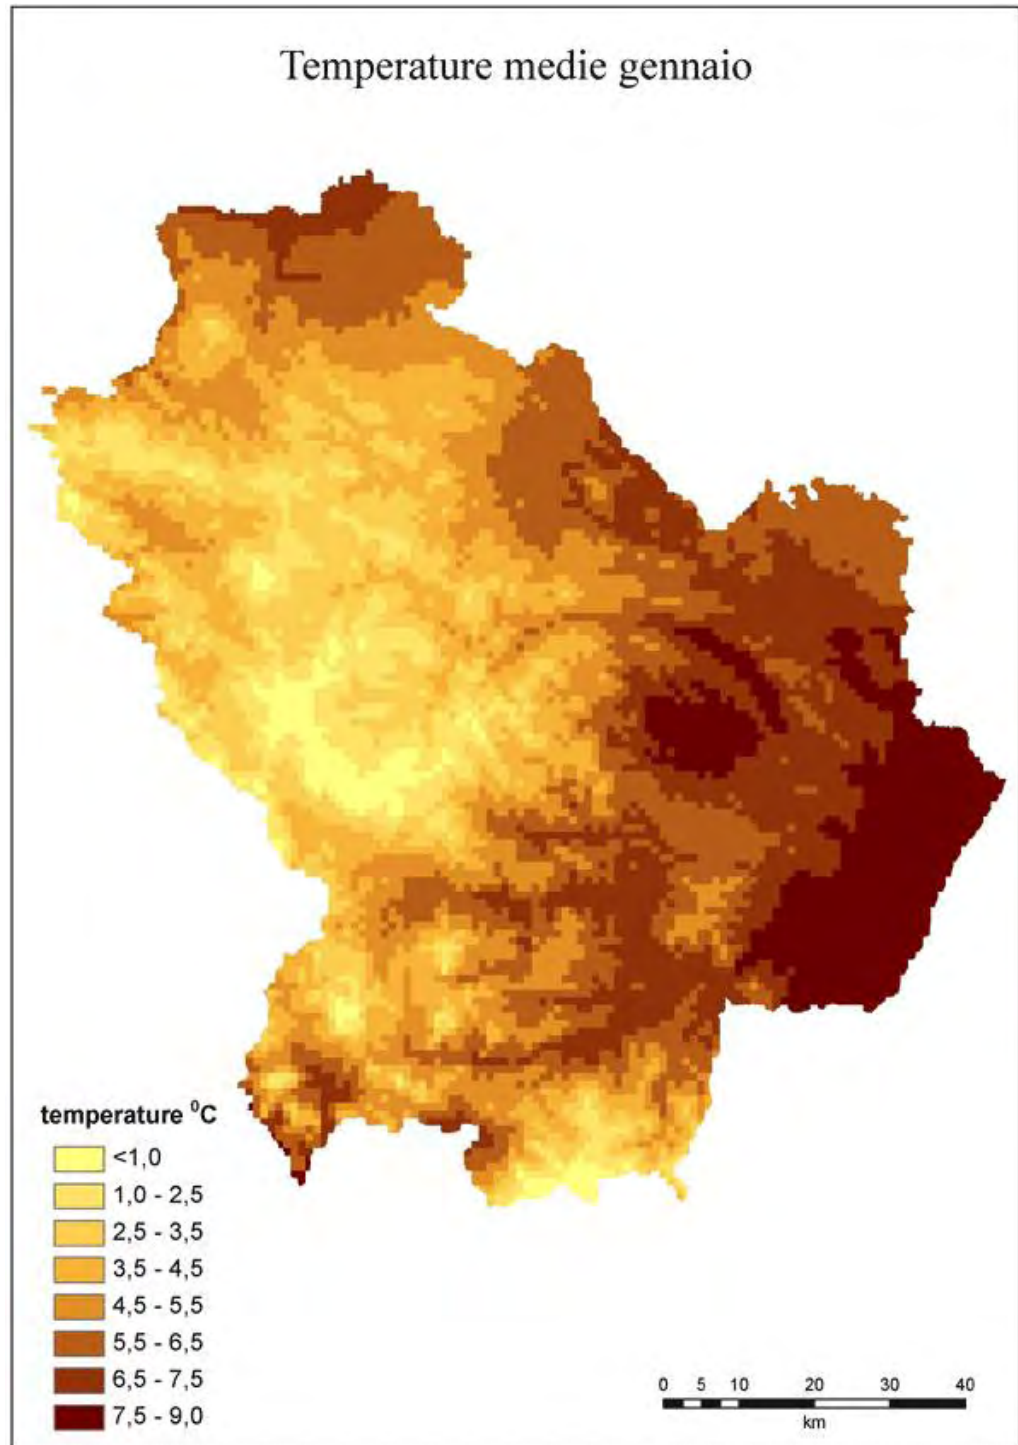 Temperature medie gennaio
temperature ⁰C
<1,0
1,0 - 2,5
2,5 - 3,5
3,5 - 4,5
4,5 - 5,5
5,5 - 6,5
6,5 - 7,5
7,5 - 9,0
0 5 10 20 30 40
km